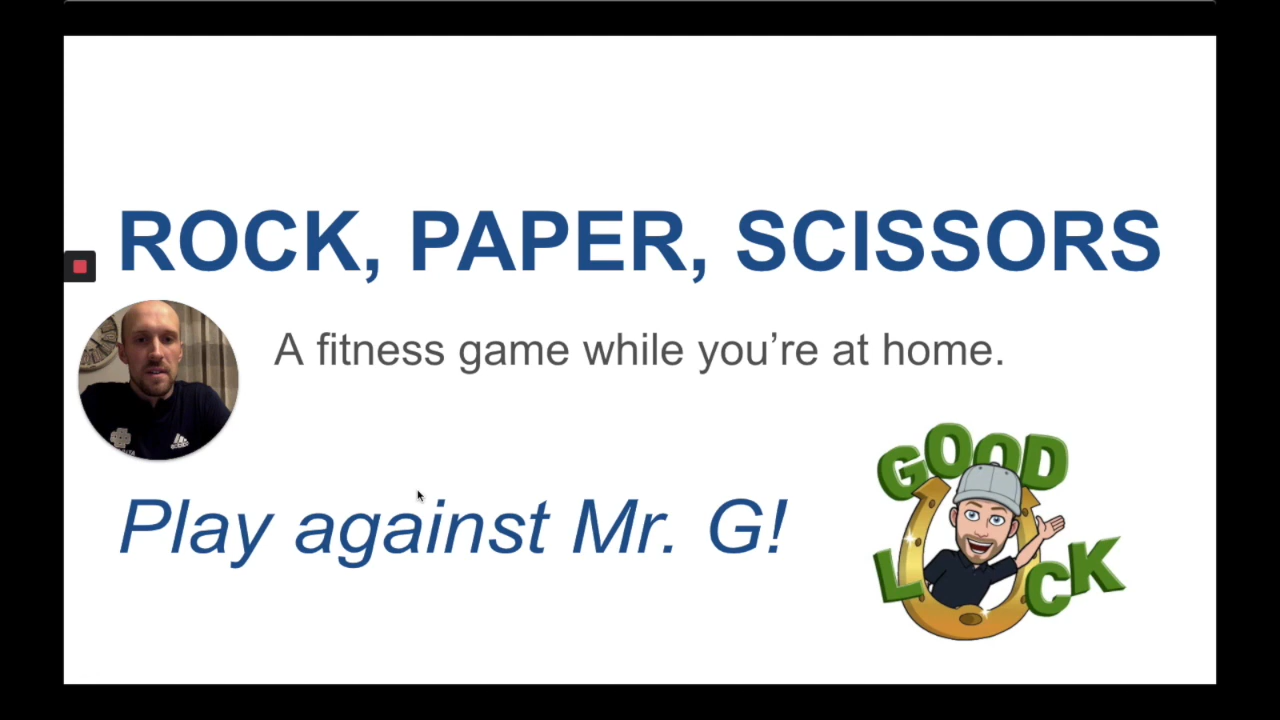 ROCK, PAPER, SCISSORS
A fitness game while you’re at home.
Play against Mr. G!
GOOD
LUCK